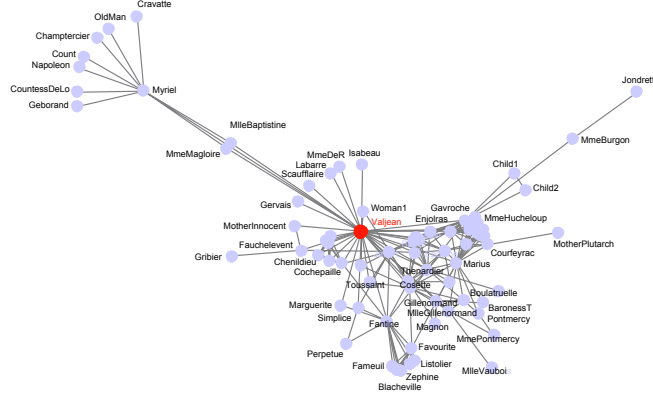 Cravatte
OldMan
Champtercier
Count
Napoleon
CountessDeLo
Geborand
Myriel
Jondrett
MmeBurgon
MlleBaptistine
MmeMagloire
MmeDeR
Isabeau
Labarre
Scaufflaire
Child1
Child2
Gervais
Woman1
Gavroche
MmeHucheloup
MotherInnocent
Valjean
Enjolras
Fauchelevent
Gribier
MotherPlutarch
Courfeyrac
Chenildieu
Cochepaille
Marius
Thenardier
Toussaint
Cosette
Boulatruelle
Marguerite
Gillenormand
BaronessT
Simplice
MlleGillenormand
Pontmercy
Fantine
Magnon
MmePontmercy
Perpetue
Favourite
Fameuil
Listolier
MlleVaubois
Zephine
Blacheville